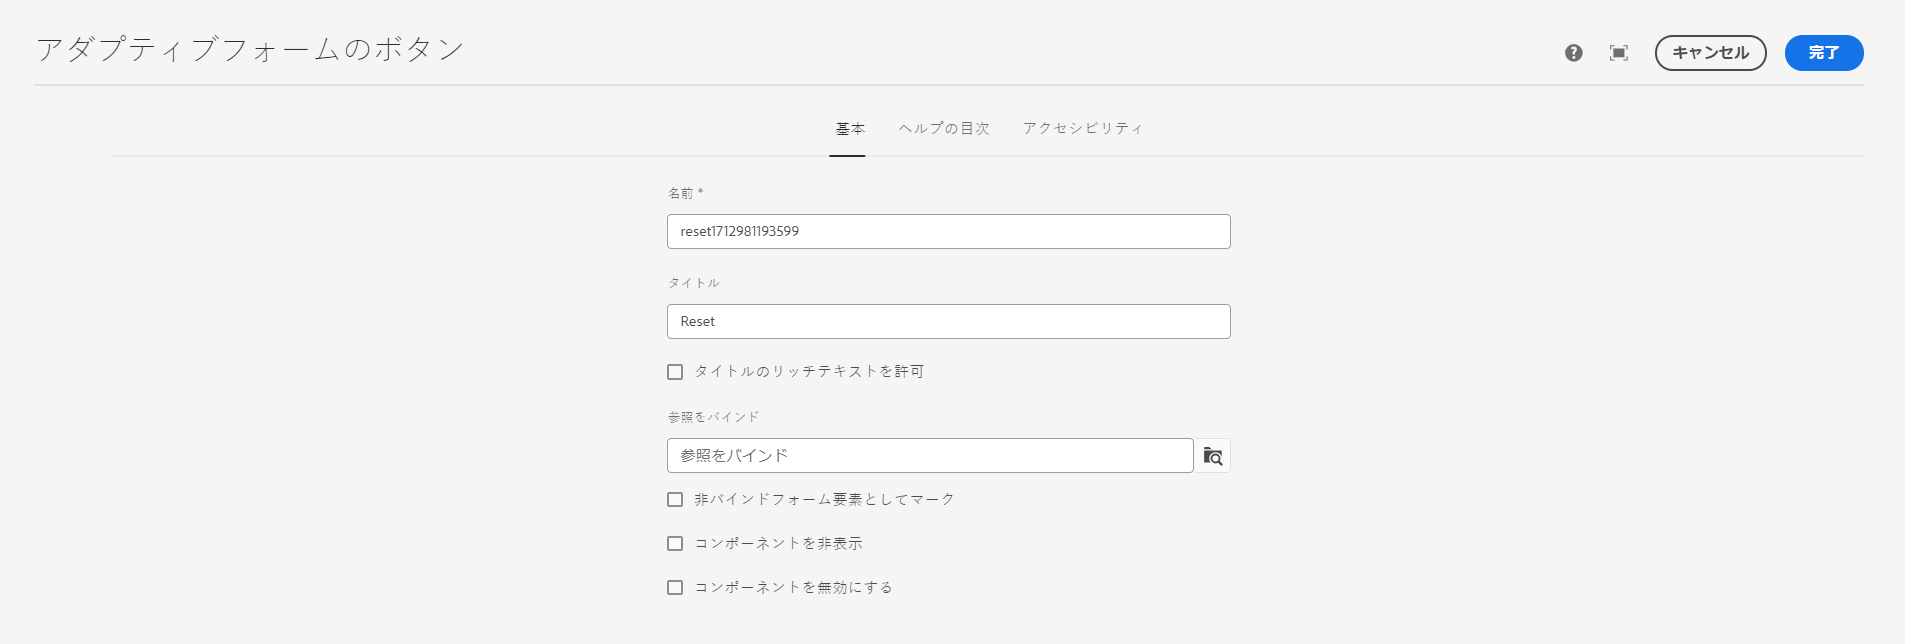 アダプティブフォームのボタン
キャンセル
完了
基本 ヘルプの目次 アクセシビリティ
名前 *
reset1712981193599
タイトル
Reset
タイトルのリッチテキストを許可
参照をバインド
参照をバインド
非バインドフォーム要素としてマーク
コンポーネントを非表示
コンポーネントを無効にする